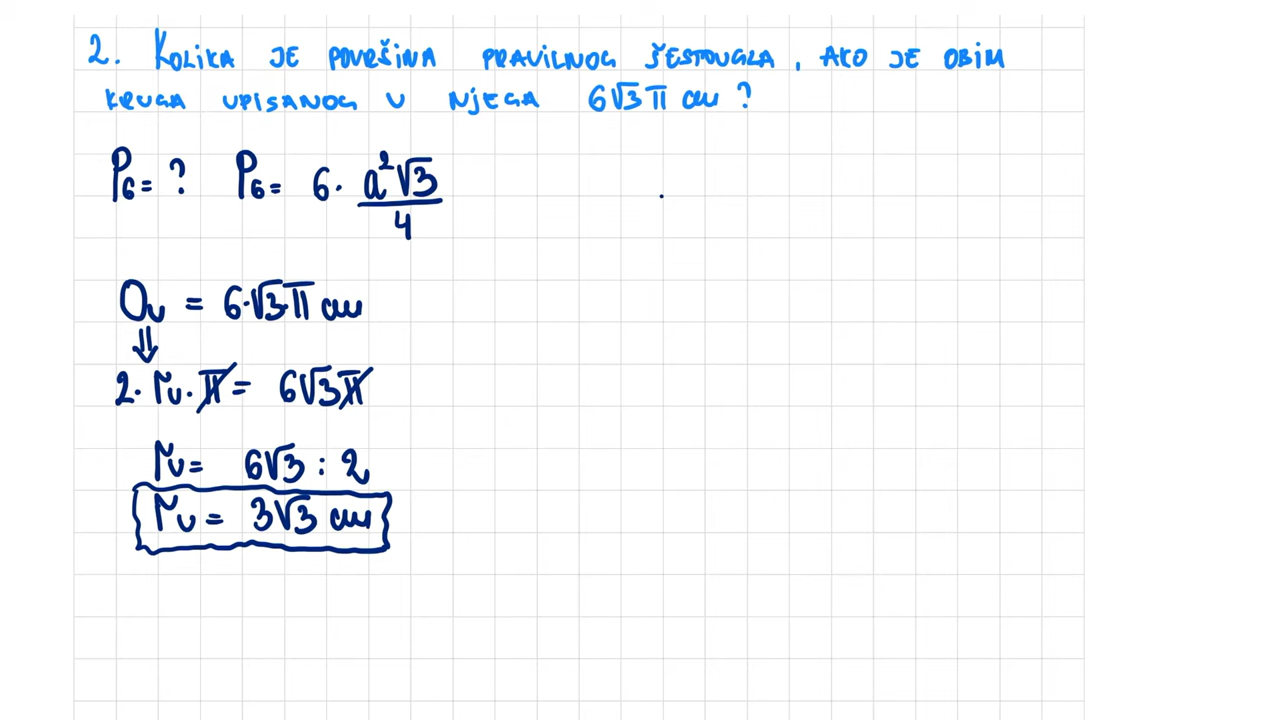 2. KOLIKA JE POVRŠINA PRAVILNOG ŠESTOUGLA, AKO JE OBIM
KRUGA UPISANOG U NJEGA 6√3π cm?
P₆=? P₆= 6· a²√3/4
Oᵤ = 6·√3·π cm
⇓
2·rᵤ·π = 6√3π
rᵤ = 6√3 : 2
rᵤ = 3√3 cm